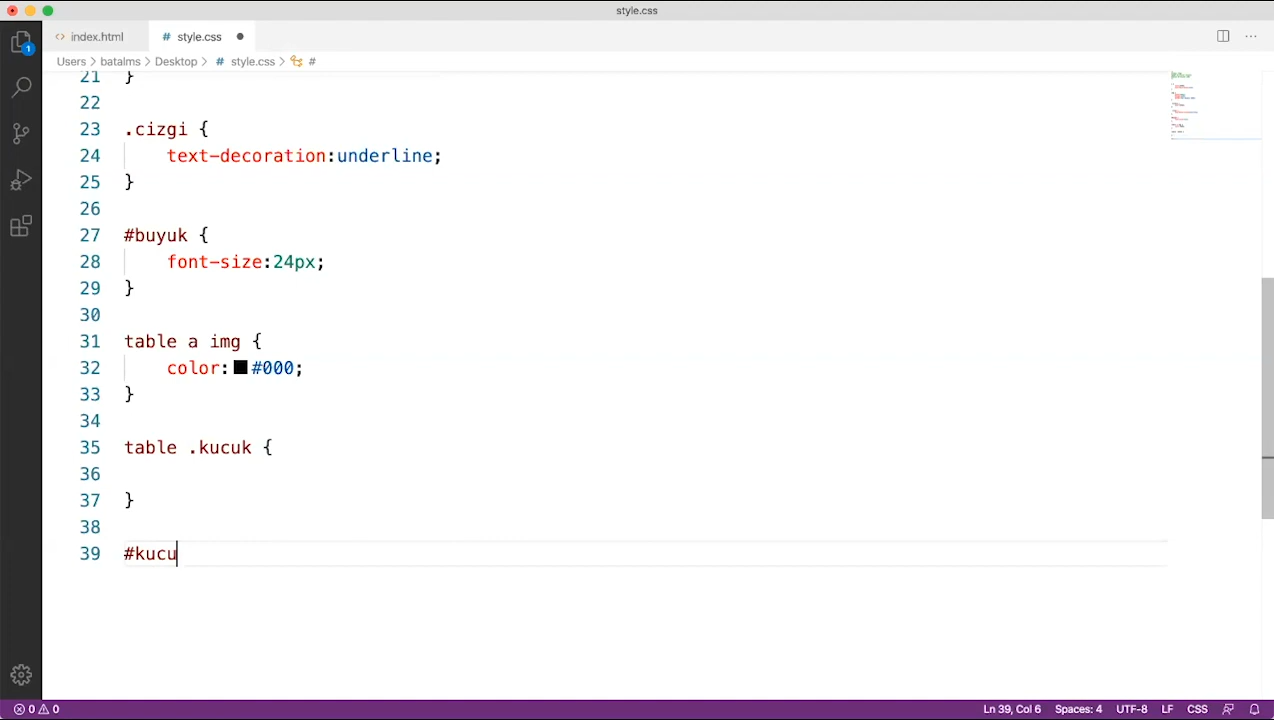 style.css
index.html
# style.css
Users > batalms > Desktop > # style.css > #
1
21 }
22
23 .cizgi {
24 text-decoration:underline;
25 }
26
27 #buyuk {
28 font-size:24px;
29 }
30
31 table a img {
32 color:#000;
33 }
34
35 table .kucuk {
36
37 }
38
39 #kucu
0 0
Ln 39, Col 6 Spaces: 4 UTF-8 LF CSS